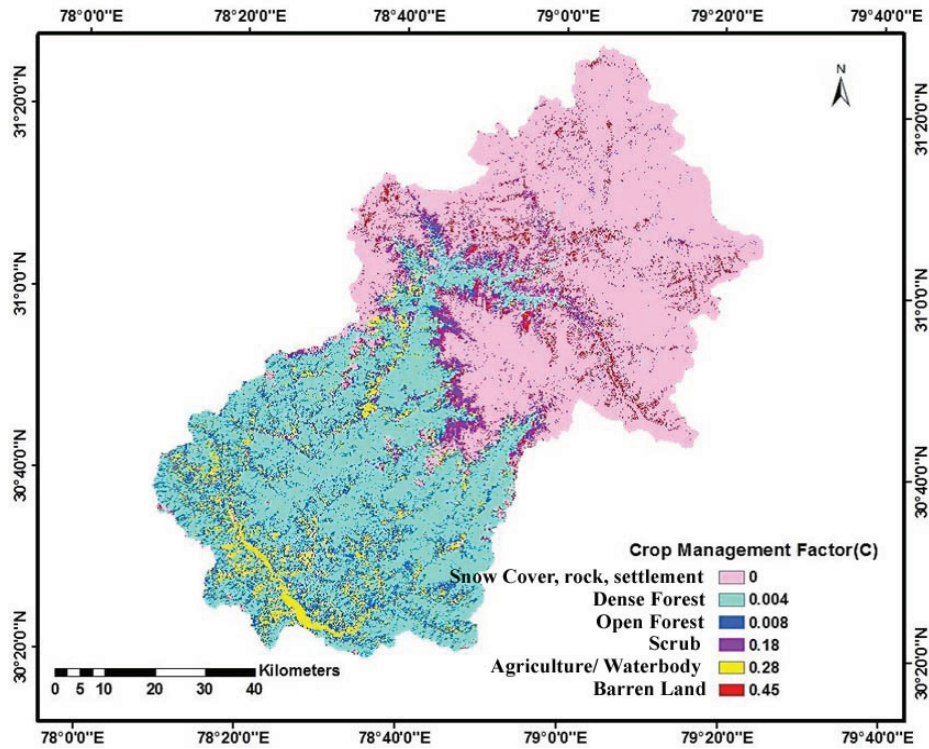 78°0'0"E 78°20'0"E 78°40'0"E 79°0'0"E 79°20'0"E 79°40'0"E
N
31°20'0"N 31°20'0"N
31°0'0"N 31°0'0"N
30°40'0"N 30°40'0"N
30°20'0"N 30°20'0"N
Crop Management Factor(C)
Snow Cover, rock, settlement 0
Dense Forest 0.004
Open Forest 0.008
Scrub 0.18
Agriculture/ Waterbody 0.28
Barren Land 0.45
Kilometers
0 5 10 20 30 40
78°0'0"E 78°20'0"E 78°40'0"E 79°0'0"E 79°20'0"E 79°40'0"E